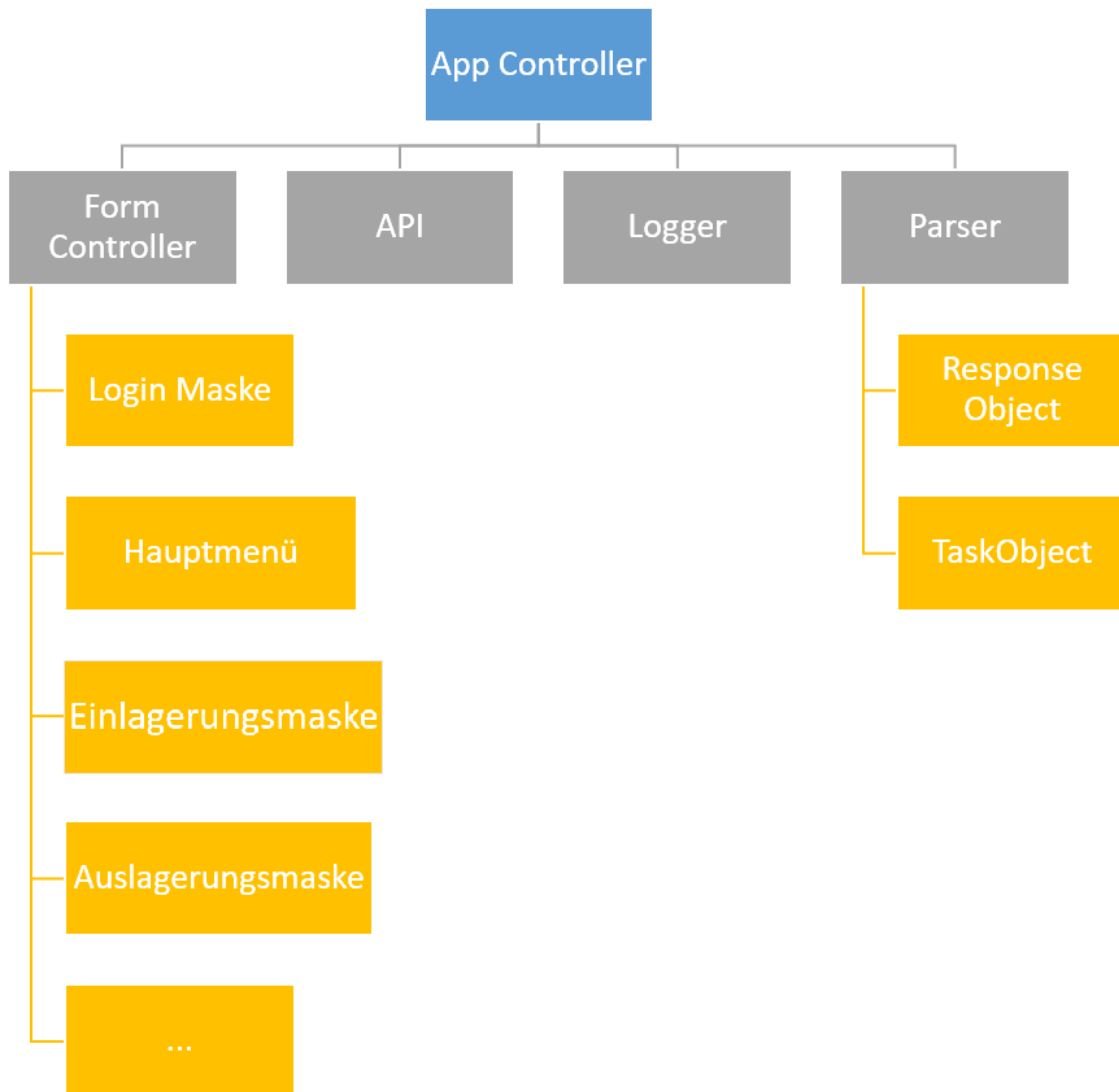 App Controller
Form
Controller
API
Logger
Parser
Login Maske
Hauptmenü
Einlagerungsmaske
Auslagerungsmaske
...
Response
Object
TaskObject